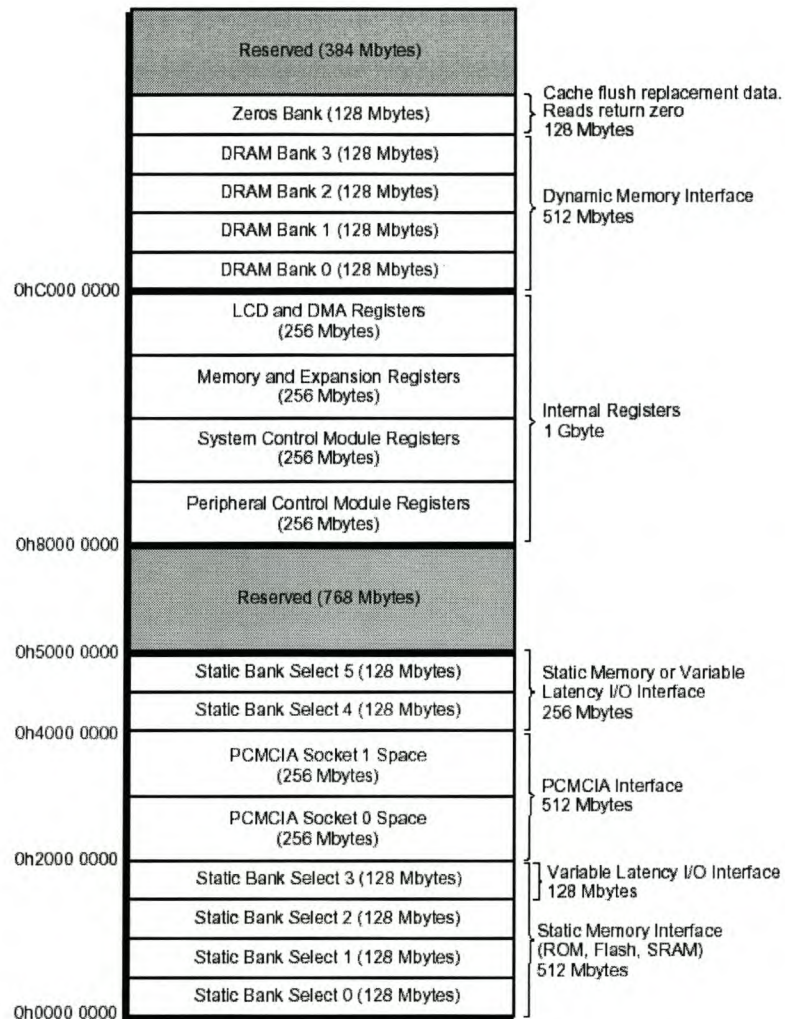 Reserved (384 Mbytes)
Zeros Bank (128 Mbytes)
Cache flush replacement data.
Reads return zero
128 Mbytes
DRAM Bank 3 (128 Mbytes)
DRAM Bank 2 (128 Mbytes)
DRAM Bank 1 (128 Mbytes)
DRAM Bank 0 (128 Mbytes)
Dynamic Memory Interface
512 Mbytes
0hC000 0000
LCD and DMA Registers
(256 Mbytes)
Memory and Expansion Registers
(256 Mbytes)
System Control Module Registers
(256 Mbytes)
Peripheral Control Module Registers
(256 Mbytes)
Internal Registers
1 Gbyte
0h8000 0000
Reserved (768 Mbytes)
0h5000 0000
Static Bank Select 5 (128 Mbytes)
Static Bank Select 4 (128 Mbytes)
Static Memory or Variable
Latency I/O Interface
256 Mbytes
0h4000 0000
PCMCIA Socket 1 Space
(256 Mbytes)
PCMCIA Socket 0 Space
(256 Mbytes)
PCMCIA Interface
512 Mbytes
0h2000 0000
Static Bank Select 3 (128 Mbytes)
Variable Latency I/O Interface
128 Mbytes
Static Bank Select 2 (128 Mbytes)
Static Bank Select 1 (128 Mbytes)
Static Bank Select 0 (128 Mbytes)
Static Memory Interface
(ROM, Flash, SRAM)
512 Mbytes
0h0000 0000